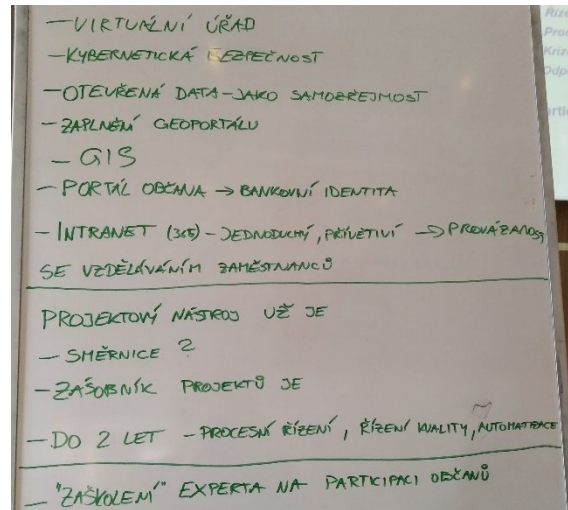 — VIRTUÁLNÍ ÚŘAD
— KYBERNETICKÁ BEZPEČNOST
— OTEVŘENÁ DATA – JAKO SAMOZŘEJMOST
— ZAPLNĚNÍ GEOPORTÁLU
— GIS
— PORTÁL OBČANA → BANKOVNÍ IDENTITA
— INTRANET (365) – JEDNODUCHÝ, PŘÍVĚTIVÍ → PROVÁZANOST
SE VZDĚLÁVÁNÍM ZAMĚSTNANCŮ
PROJEKTOVÝ NÁSTROJ UŽ JE
— SMĚRNICE ?
— ZÁSOBNÍK PROJEKTŮ JE
— DO 2 LET – PROCESNÍ ŘÍZENÍ, ŘÍZENÍ KVALITY, AUTOMATIZACE
— "ZAŠKOLENÍ" EXPERTA NA PARTICIPACI OBČANŮ